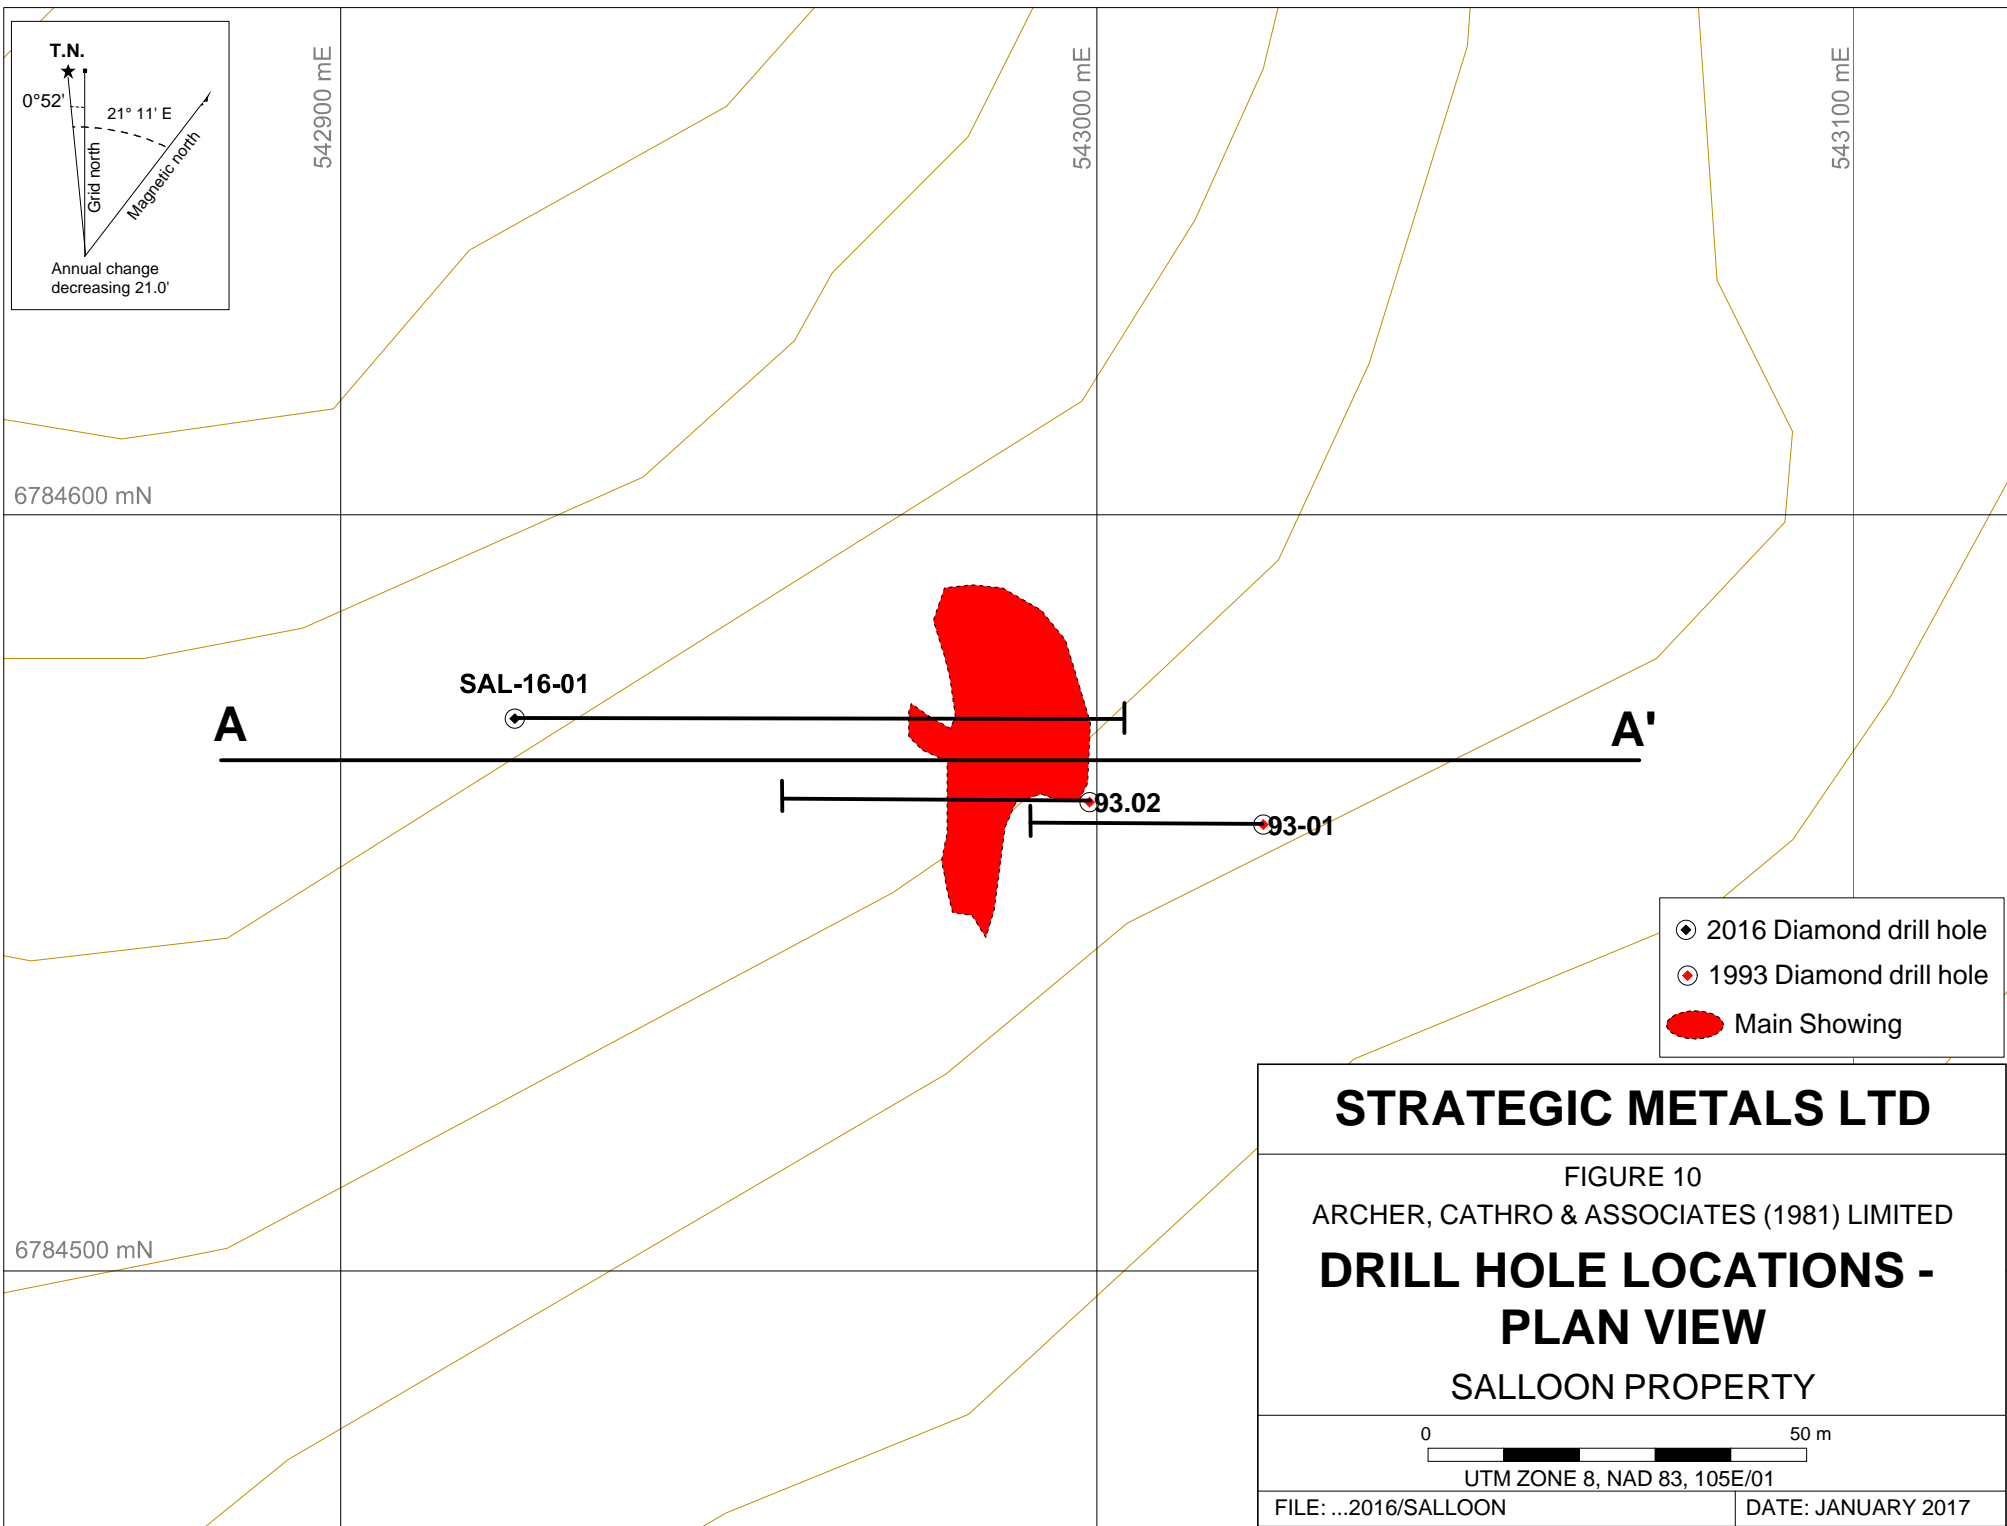 T.N.
0°52'
21° 11' E
Grid north
Magnetic north
Annual change
decreasing 21.0'
542900 mE
543000 mE
543100 mE
6784600 mN
SAL-16-01
A
A'
93.02
93-01
2016 Diamond drill hole
1993 Diamond drill hole
Main Showing
6784500 mN
STRATEGIC METALS LTD
FIGURE 10
ARCHER, CATHRO & ASSOCIATES (1981) LIMITED
DRILL HOLE LOCATIONS -
PLAN VIEW
SALLOON PROPERTY
0 50 m
UTM ZONE 8, NAD 83, 105E/01
FILE: ...2016/SALLOON
DATE: JANUARY 2017